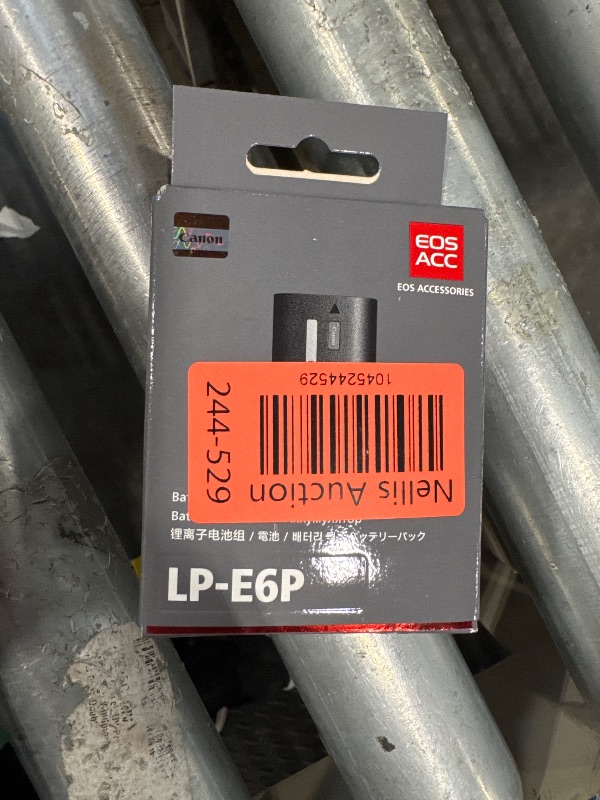 Canon
EOS
ACC
EOS ACCESSORIES
1045244529
244-529
Nellis Auction
锂离子电池组 / 電池 / 배터리
LP-E6P